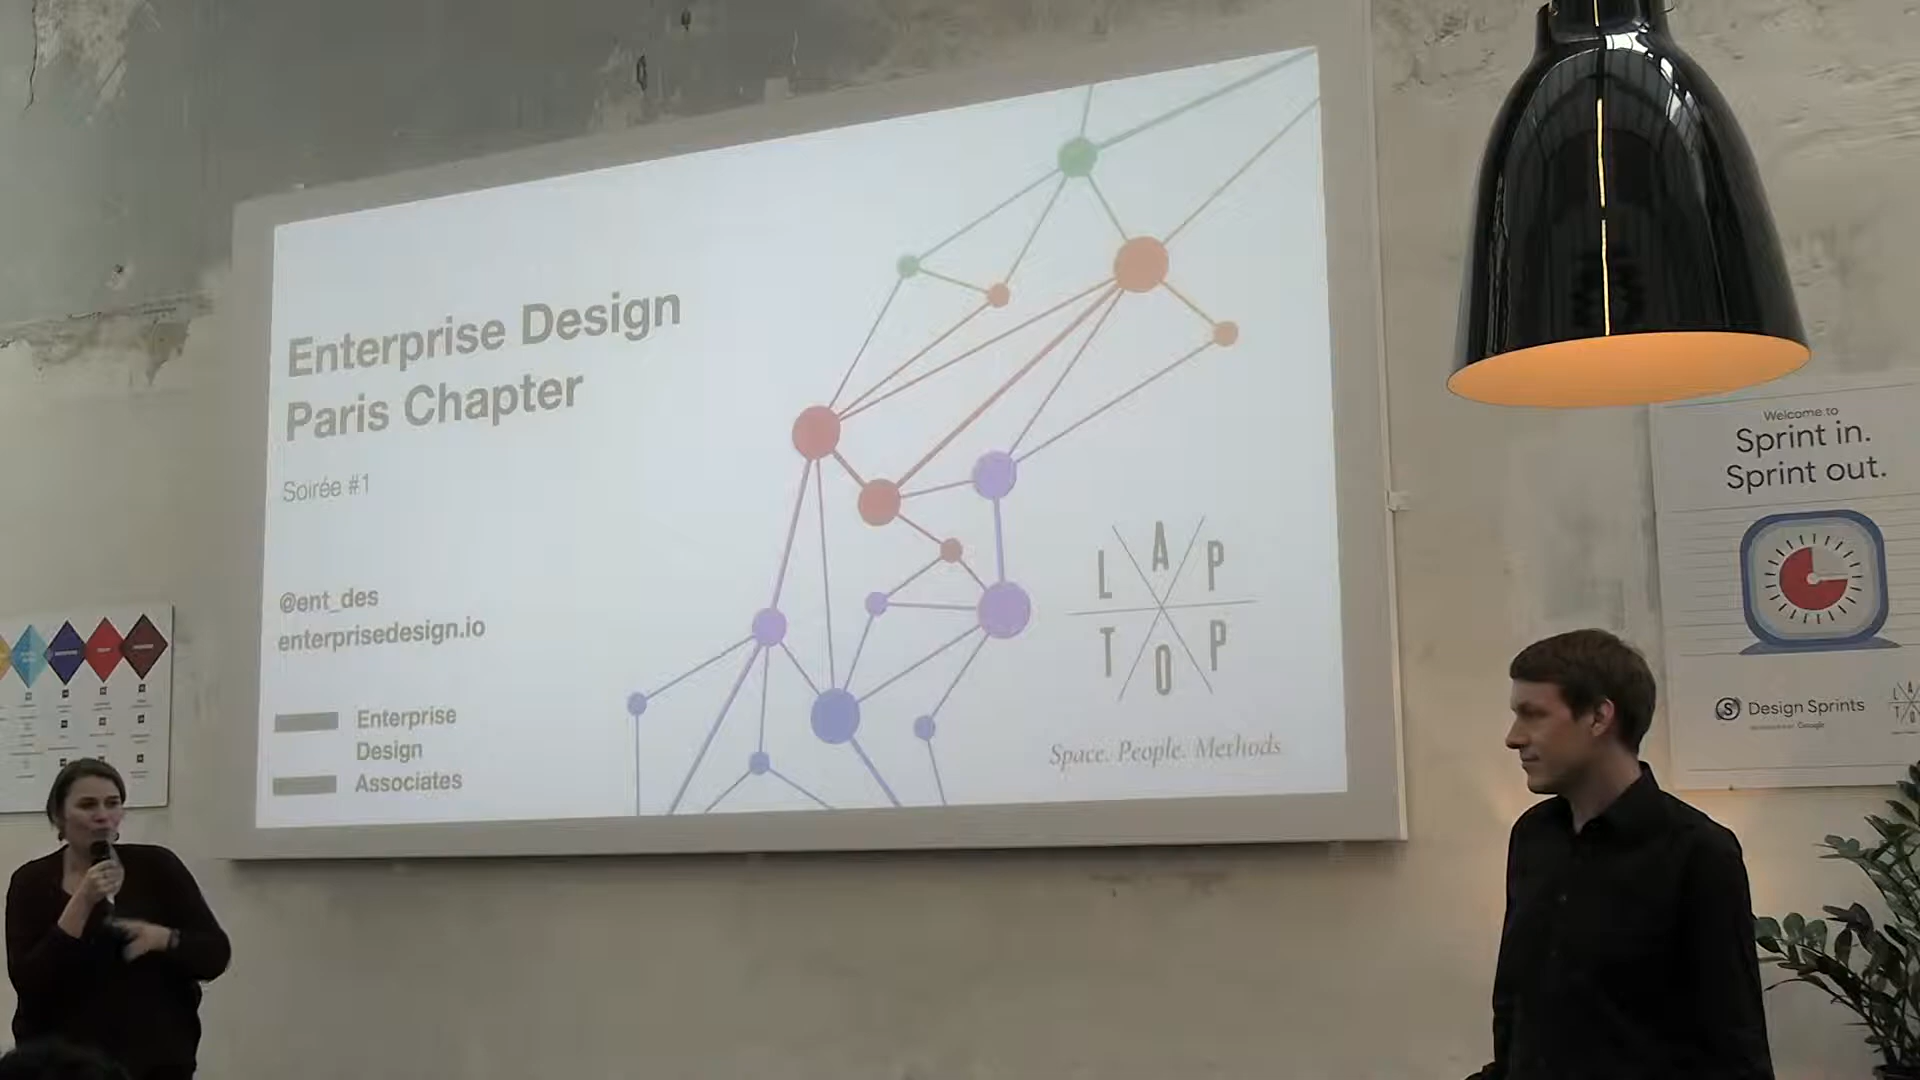 Enterprise Design
Paris Chapter
Soirée #1
@ent_des
enterprisedesign.io
Enterprise
Design
Associates
L A P
T O P
Space. People. Methods
Welcome to
Sprint in.
Sprint out.
Design Sprints
Google
L A
T O